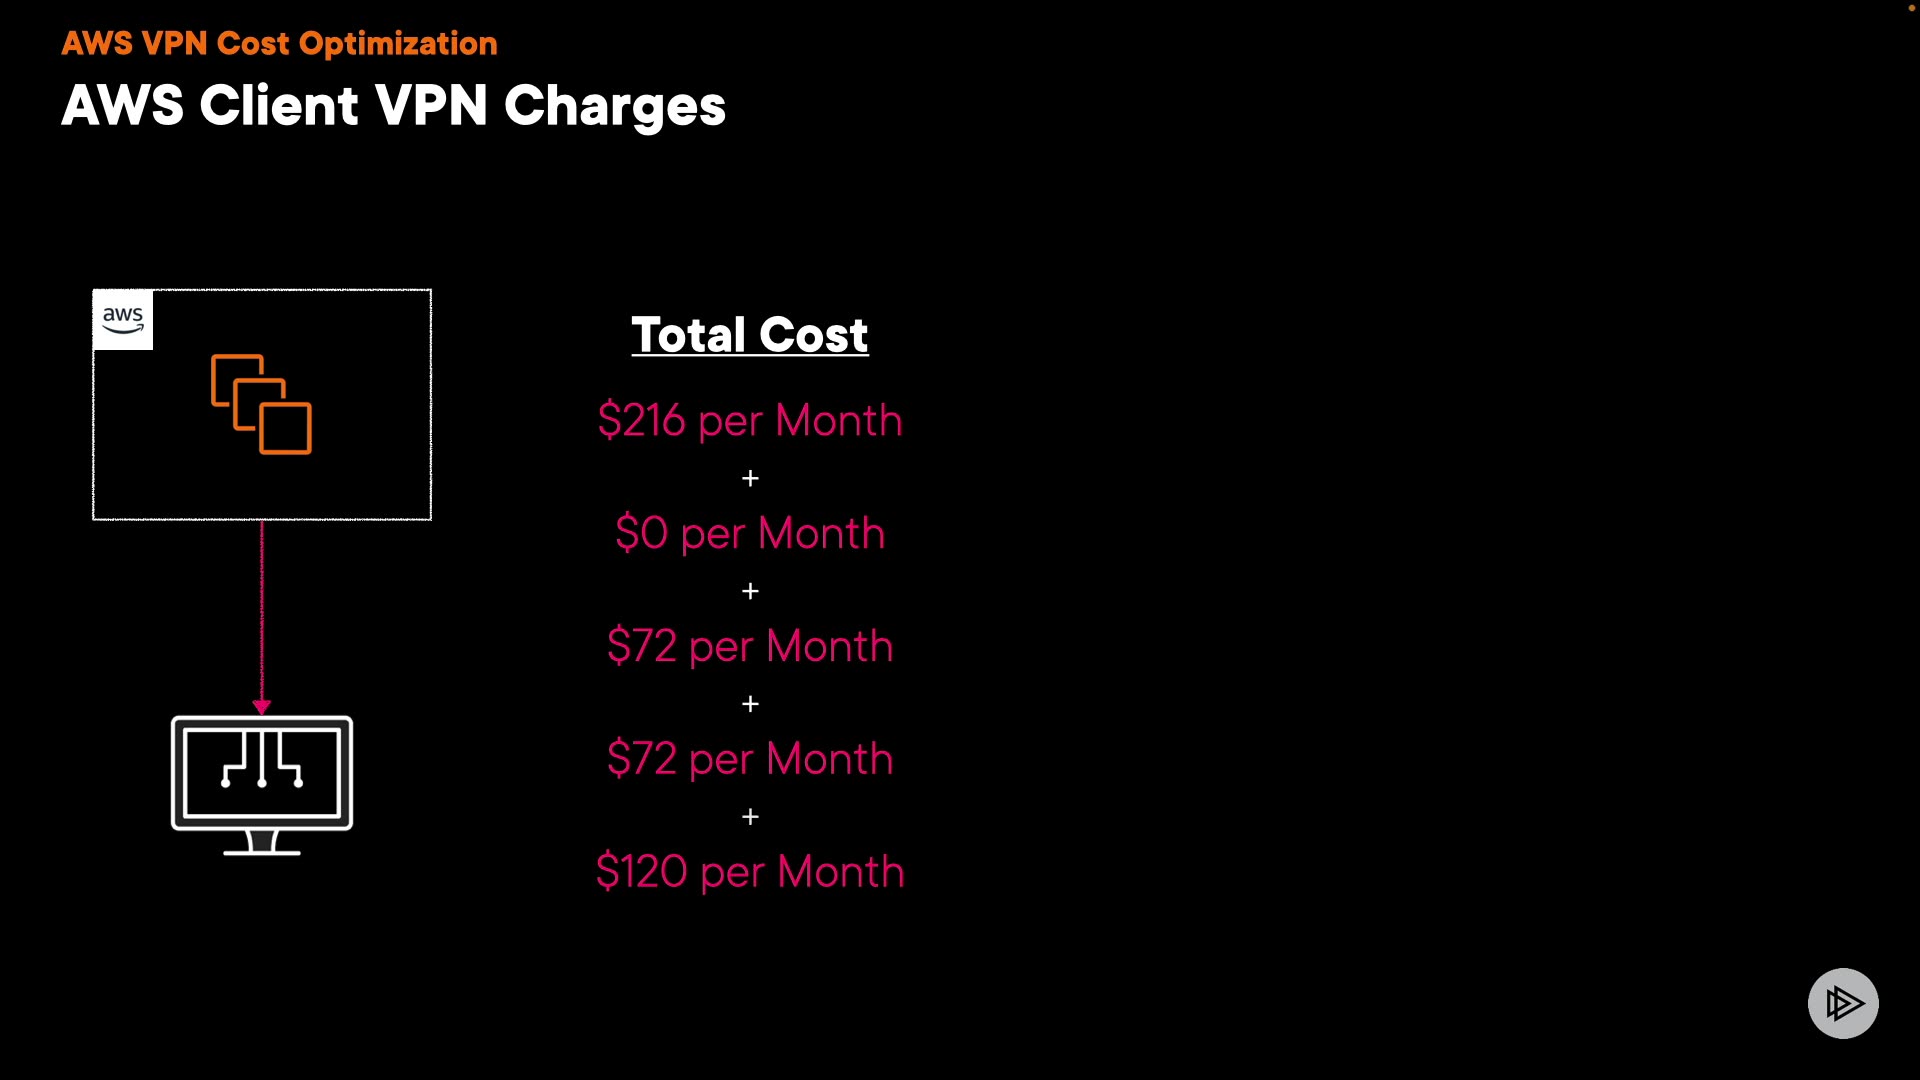 AWS VPN Cost Optimization
AWS Client VPN Charges
aws
Total Cost
$216 per Month
+
$0 per Month
+
$72 per Month
+
$72 per Month
+
$120 per Month